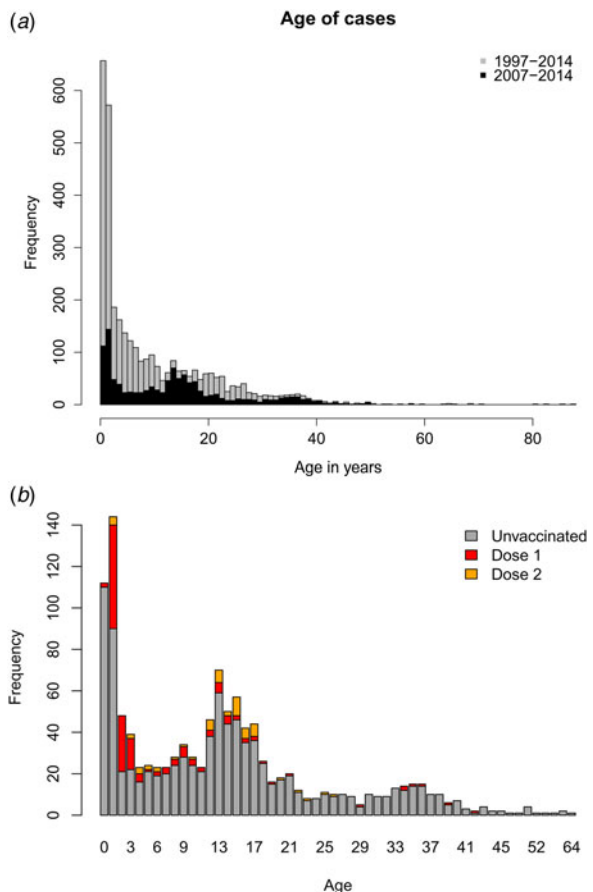 (a)
Age of cases
1997–2014
2007–2014
Frequency
600
500
400
300
200
100
0
0 20 40 60 80
Age in years
(b)
Unvaccinated
Dose 1
Dose 2
Frequency
140
120
100
80
60
40
20
0
0 3 6 9 13 17 21 25 29 33 37 41 45 52 64
Age